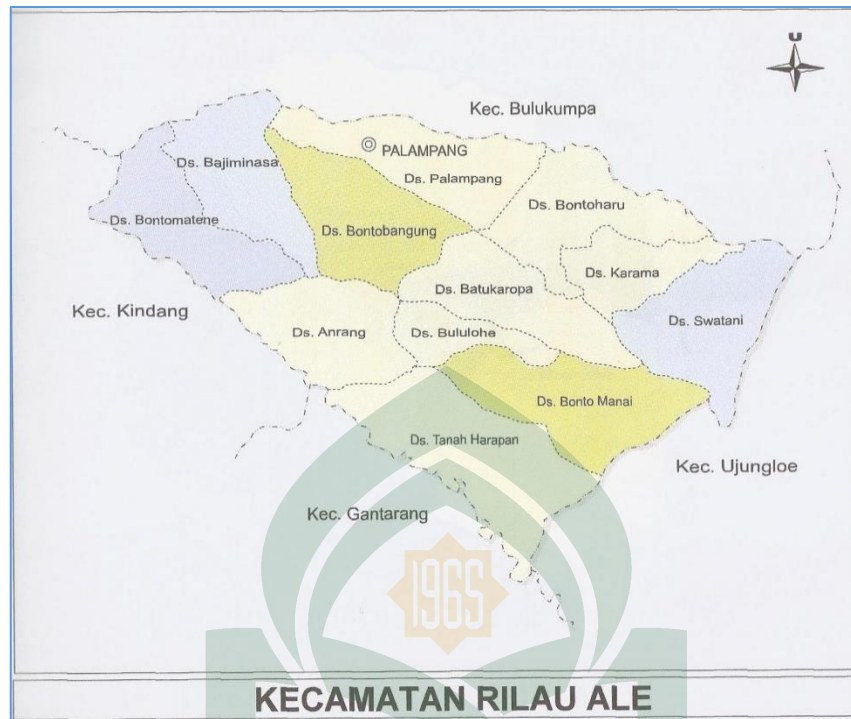 U
Kec. Bulukumpa
PALAMPANG
Ds. Bajiminasa
Ds. Palampang
Ds. Bontoharu
Ds. Bontomatene
Ds. Bontobangung
Ds. Karama
Ds. Batukaropa
Kec. Kindang
Ds. Swatani
Ds. Anrang
Ds. Bululohe
Ds. Bonto Manai
Ds. Tanah Harapan
Kec. Ujungloe
Kec. Gantarang
1965
KECAMATAN RILAU ALE